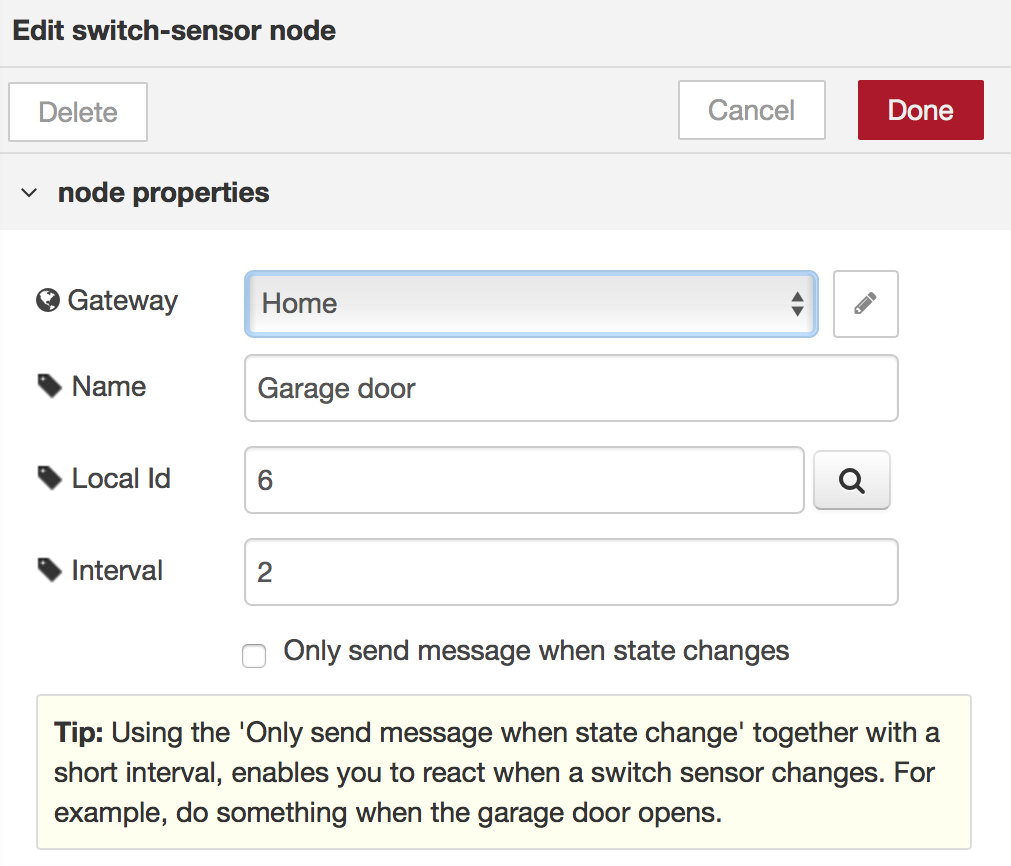 Edit switch-sensor node
Delete
Cancel
Done
node properties
Gateway
Home
Name
Garage door
Local Id
6
Interval
2
Only send message when state changes
Tip: Using the 'Only send message when state change' together with a
short interval, enables you to react when a switch sensor changes. For
example, do something when the garage door opens.